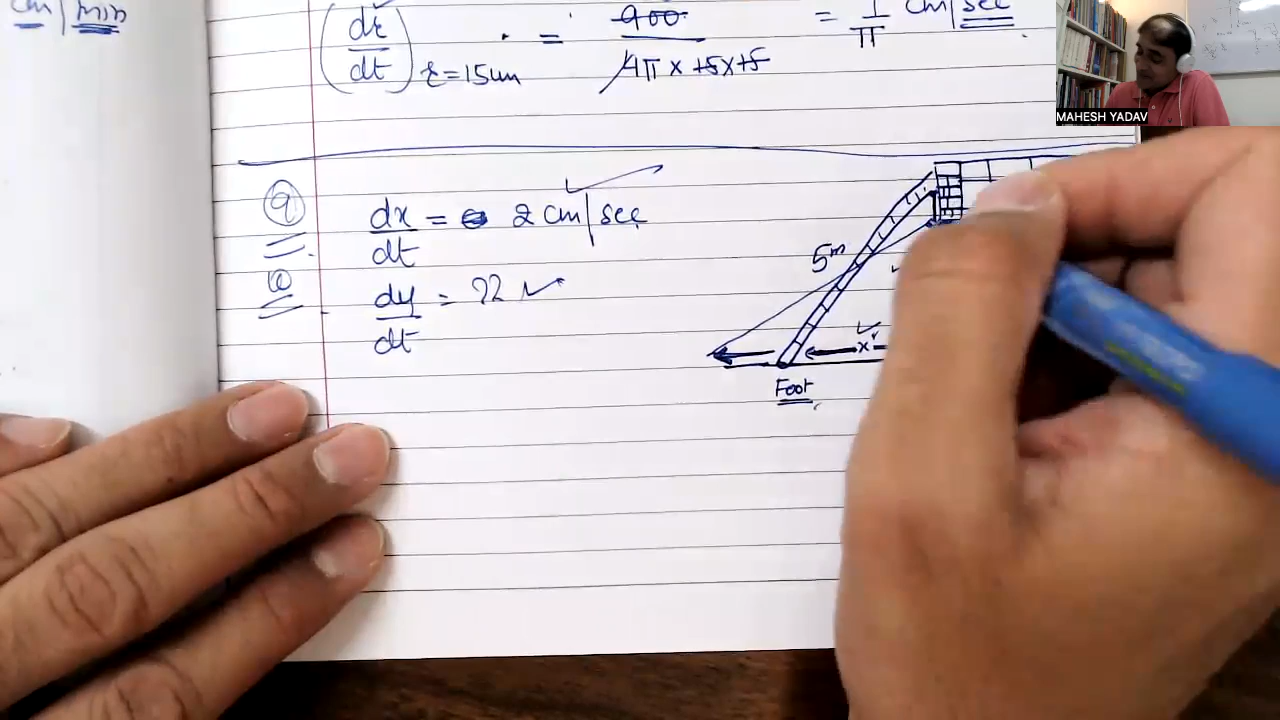 cm/min
(dr/dt) r=15cm = 900/4π×15×15 = 1/π cm/sec
MAHESH YADAV
9 dx/dt = 2 cm/sec
10 dy/dt = ?? ✓
5m
x
Foot